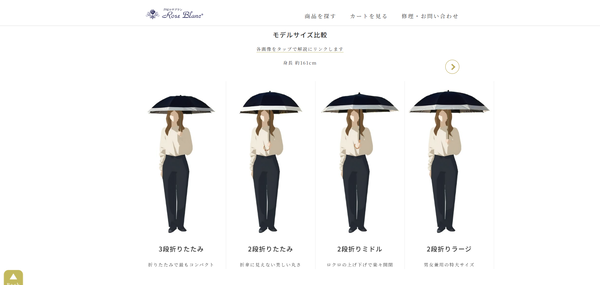 Rose Blanc
商品を探す カートを見る 修理・お問い合わせ
モデルサイズ比較
各画像をタップで解説にリンクします
身長 約161cm
3段折りたたみ 2段折りたたみ 2段折りミドル 2段折りラージ
折りたたみで最もコンパクト 折傘に見えない美しい丸さ ロクロの上げ下げで楽々開閉 男女兼用の特大サイズ